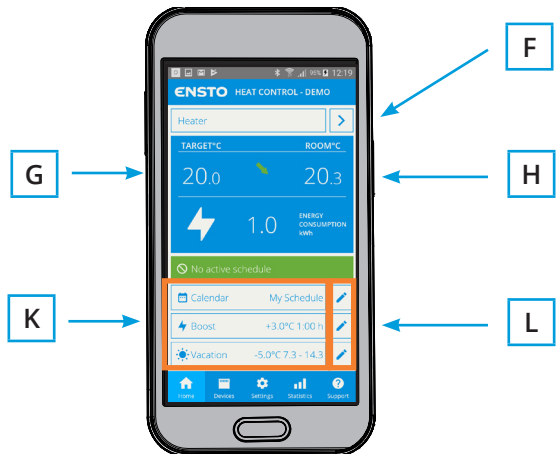 F
95% 12:19
ENSTO HEAT CONTROL - DEMO
Heater
TARGET°C ROOM°C
G
20.0 20.3
H
1.0 ENERGY
CONSUMPTION
kWh
No active schedule
Calendar My Schedule
K
Boost +3.0°C 1:00 h
L
Vacation -5.0°C 7.3 - 14.3
Home Devices Settings Statistics Support